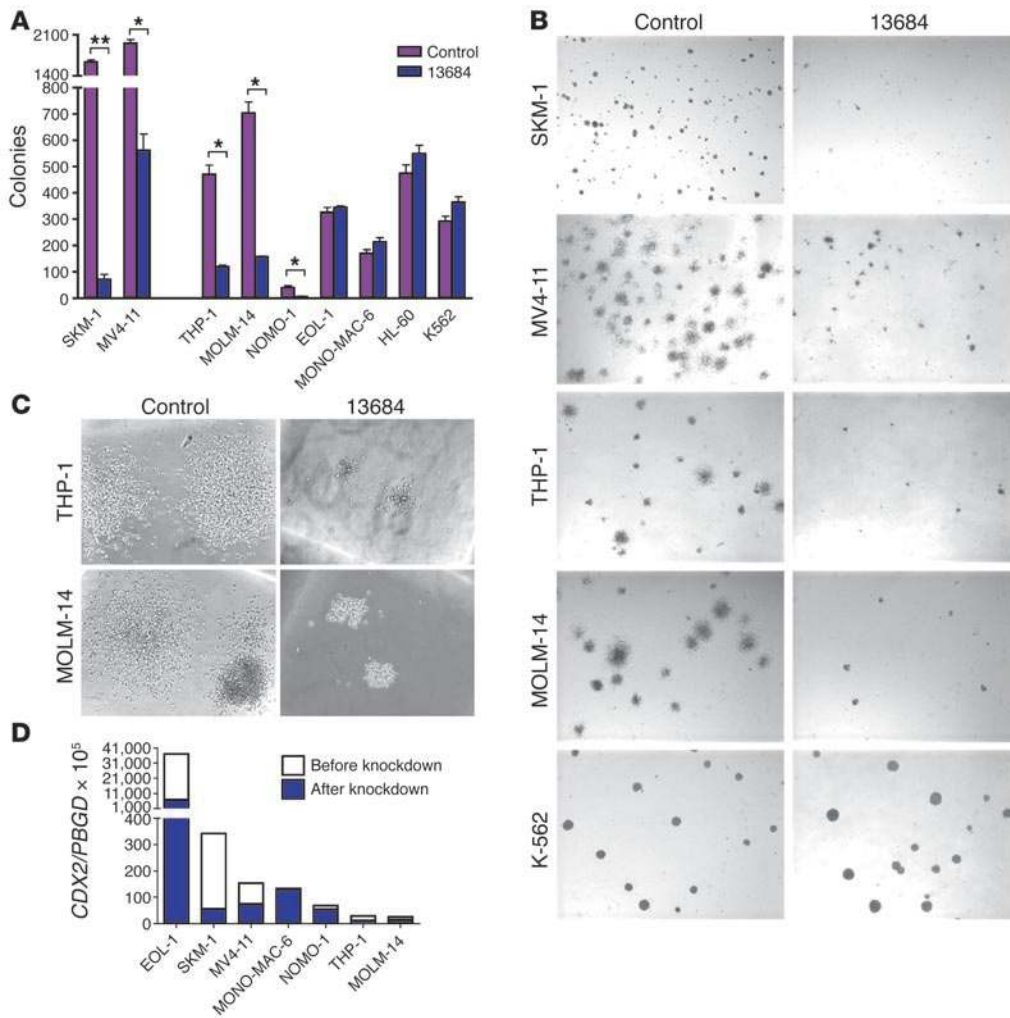 A
2100
1400
800
700
600
500
400
300
200
100
0
Colonies
** * * * *
Control
13684
SKM-1
MV4-11
THP-1
MOLM-14
NOMO-1
EOL-1
MONO-MAC-6
HL-60
K562
B
Control 13684
SKM-1
MV4-11
THP-1
MOLM-14
K-562
C
Control 13684
THP-1
MOLM-14
D
CDX2/PBGD × 10⁵
41,000
31,000
21,000
11,000
1,000
400
300
200
100
0
Before knockdown
After knockdown
EOL-1
SKM-1
MV4-11
MONO-MAC-6
NOMO-1
THP-1
MOLM-14